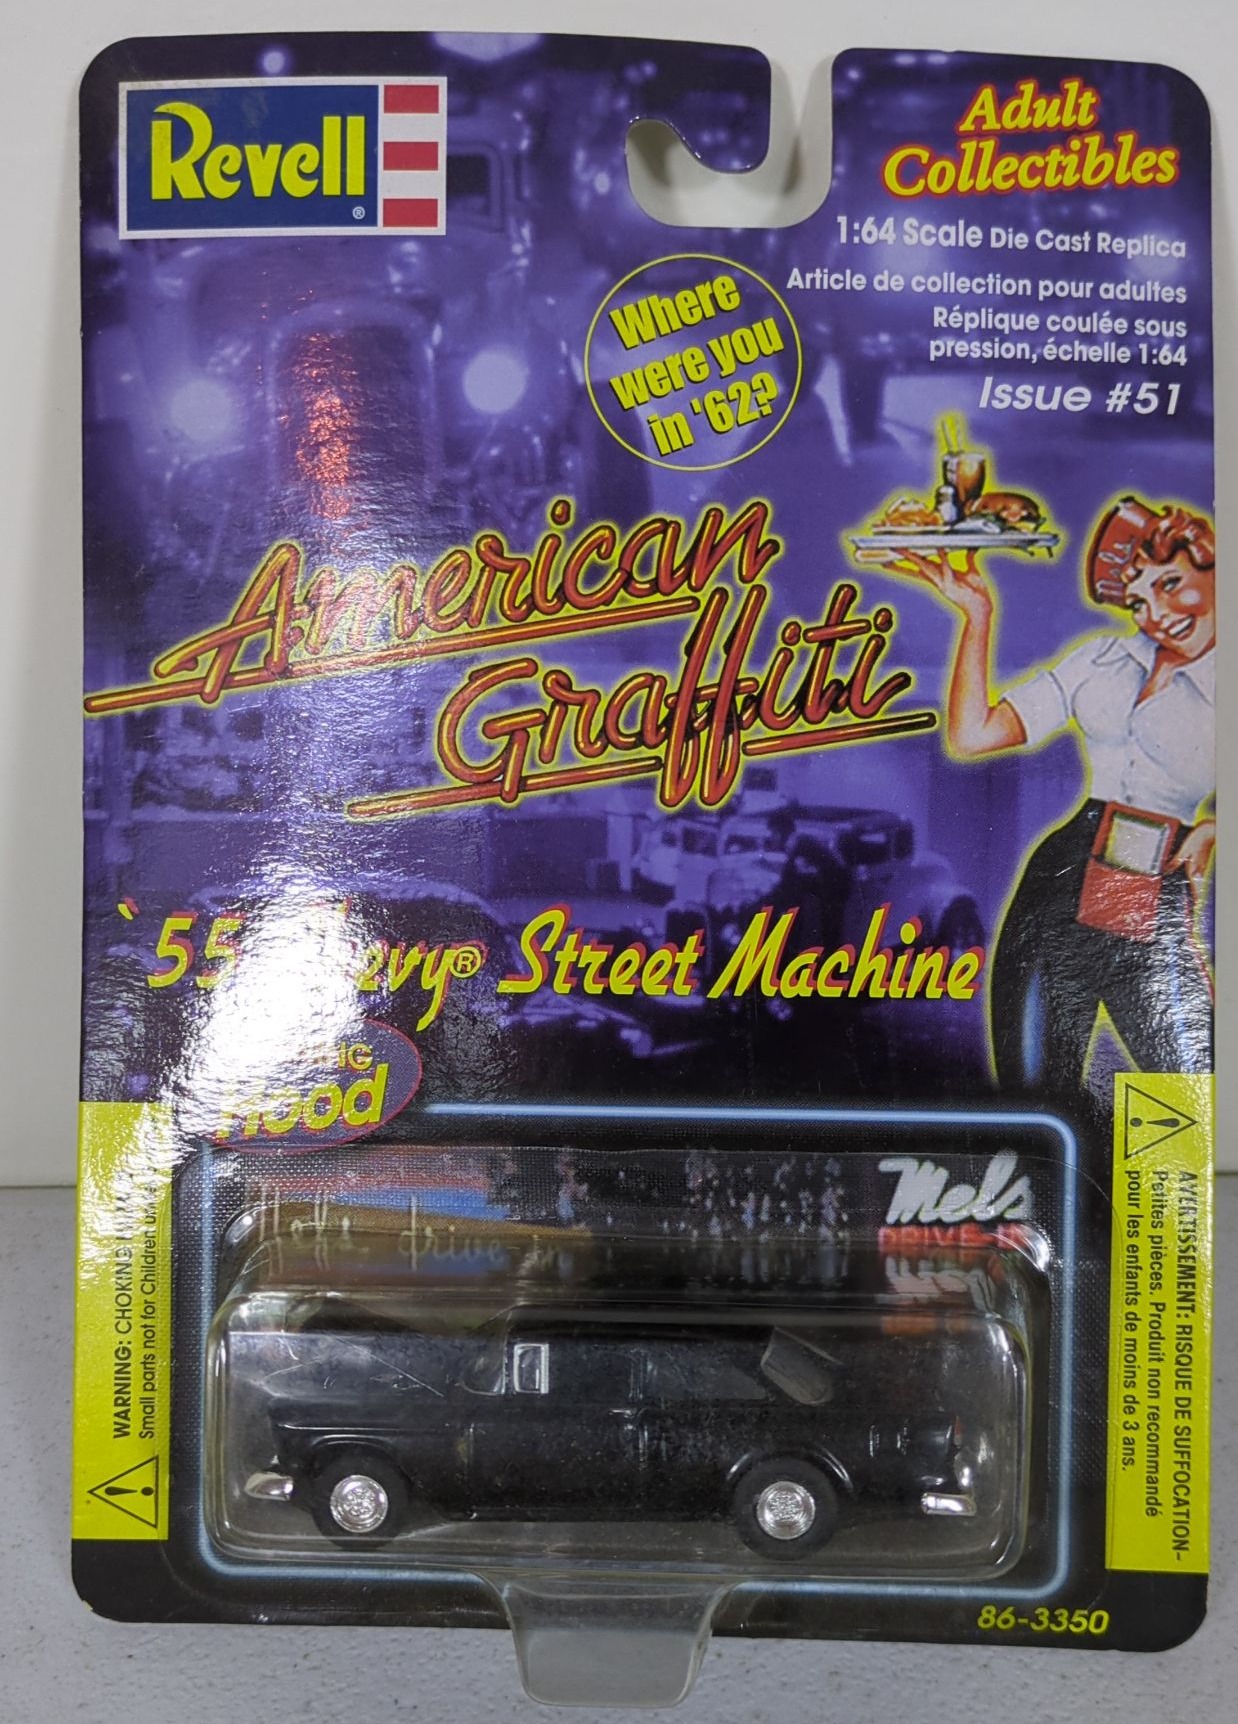 Revell®
Adult
Collectibles
1:64 Scale Die Cast Replica
Article de collection pour adultes
Réplique coulée sous
pression, échelle 1:64
Issue #51
Where
were you
in '62?
American
Graffiti
'55 Chevy® Street Machine
Hood
Mel's
DRIVE-IN
WARNING: CHOKING
Small parts not for Children
AVERTISSEMENT: RISQUE DE SUFFOCATION-
Petites pièces. Produit non recommandé
pour les enfants de moins de 3 ans.
86-3350